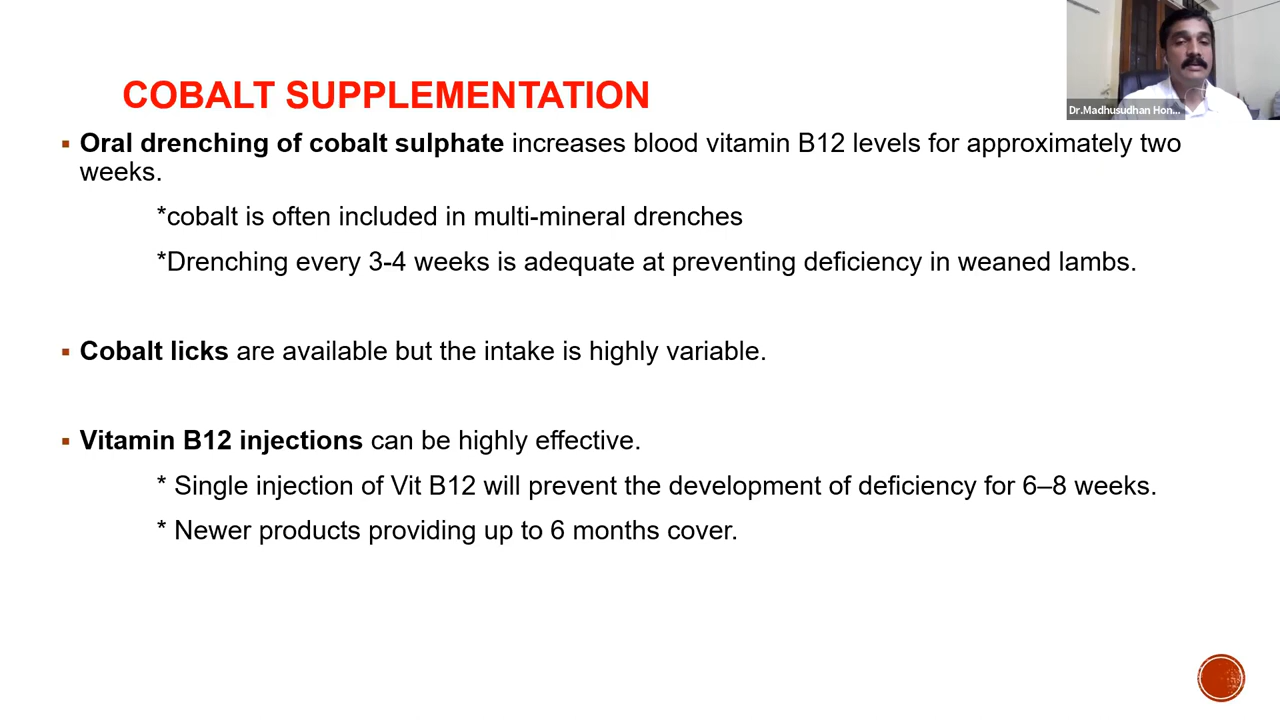 Dr.Madhusudhan Hon...
COBALT SUPPLEMENTATION
▪ Oral drenching of cobalt sulphate increases blood vitamin B12 levels for approximately two
weeks.
*cobalt is often included in multi-mineral drenches
*Drenching every 3-4 weeks is adequate at preventing deficiency in weaned lambs.
▪ Cobalt licks are available but the intake is highly variable.
▪ Vitamin B12 injections can be highly effective.
* Single injection of Vit B12 will prevent the development of deficiency for 6–8 weeks.
* Newer products providing up to 6 months cover.